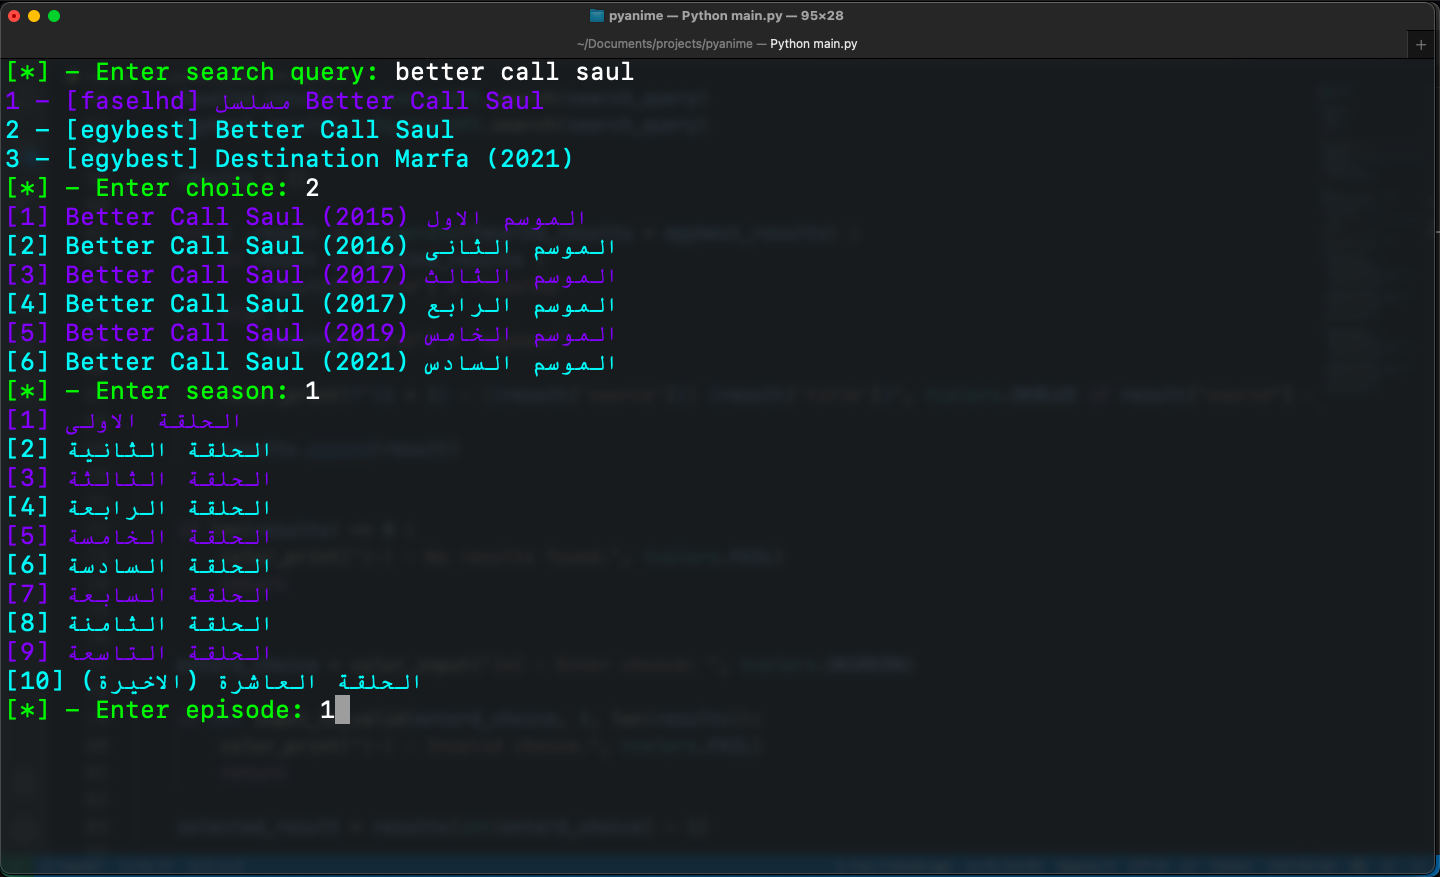 pyanime — Python main.py — 95×28
~/Documents/projects/pyanime — Python main.py
[*] – Enter search query: better call saul
1 – [faselhd] مسلسل Better Call Saul
2 – [egybest] Better Call Saul
3 – [egybest] Destination Marfa (2021)
[*] – Enter choice: 2
[1] Better Call Saul (2015) الموسم الاول
[2] Better Call Saul (2016) الموسم الثانى
[3] Better Call Saul (2017) الموسم الثالث
[4] Better Call Saul (2017) الموسم الرابع
[5] Better Call Saul (2019) الموسم الخامس
[6] Better Call Saul (2021) الموسم السادس
[*] – Enter season: 1
[1] الحلقة الاولى
[2] الحلقة الثانية
[3] الحلقة الثالثة
[4] الحلقة الرابعة
[5] الحلقة الخامسة
[6] الحلقة السادسة
[7] الحلقة السابعة
[8] الحلقة الثامنة
[9] الحلقة التاسعة
[10] الحلقة العاشرة (الاخيرة)
[*] – Enter episode: 1